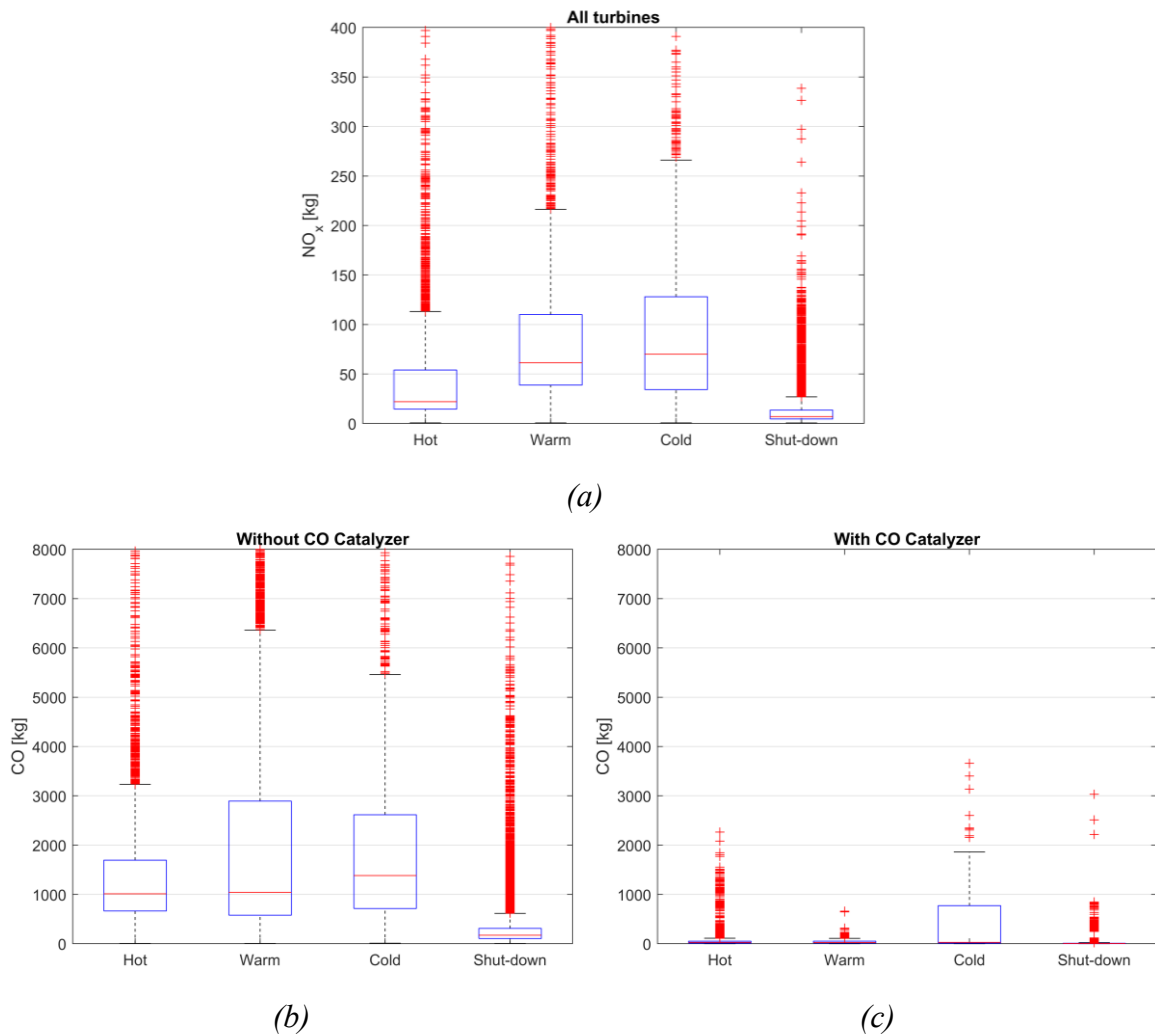 All turbines
400
350
300
250
200
150
100
50
0
NOx [kg]
Hot Warm Cold Shut-down
(a)
Without CO Catalyzer
8000
7000
6000
5000
4000
3000
2000
1000
0
CO [kg]
Hot Warm Cold Shut-down
(b)
With CO Catalyzer
8000
7000
6000
5000
4000
3000
2000
1000
0
CO [kg]
Hot Warm Cold Shut-down
(c)